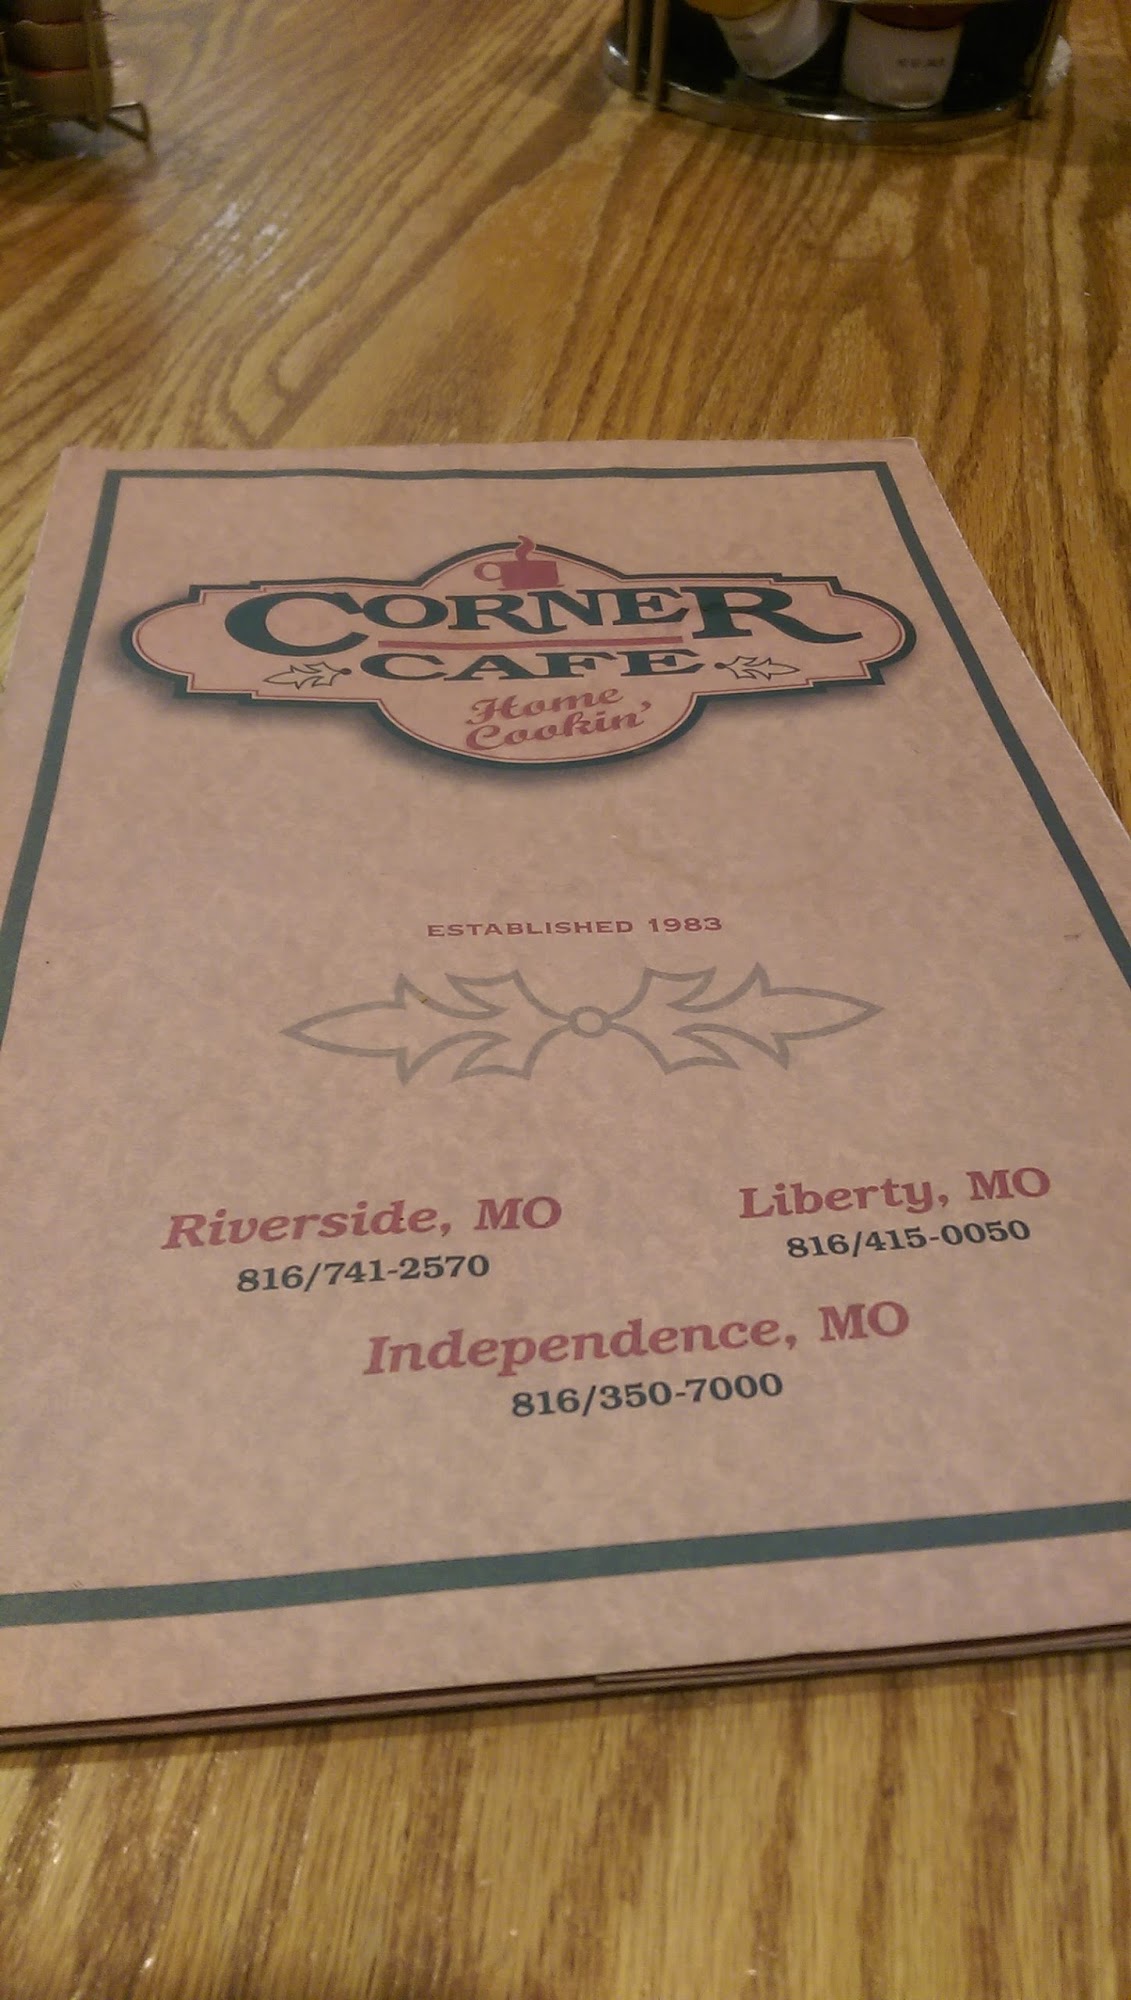 CORNER
CAFE
Home
Cookin'
ESTABLISHED 1983
Riverside, MO
816/741-2570
Liberty, MO
816/415-0050
Independence, MO
816/350-7000